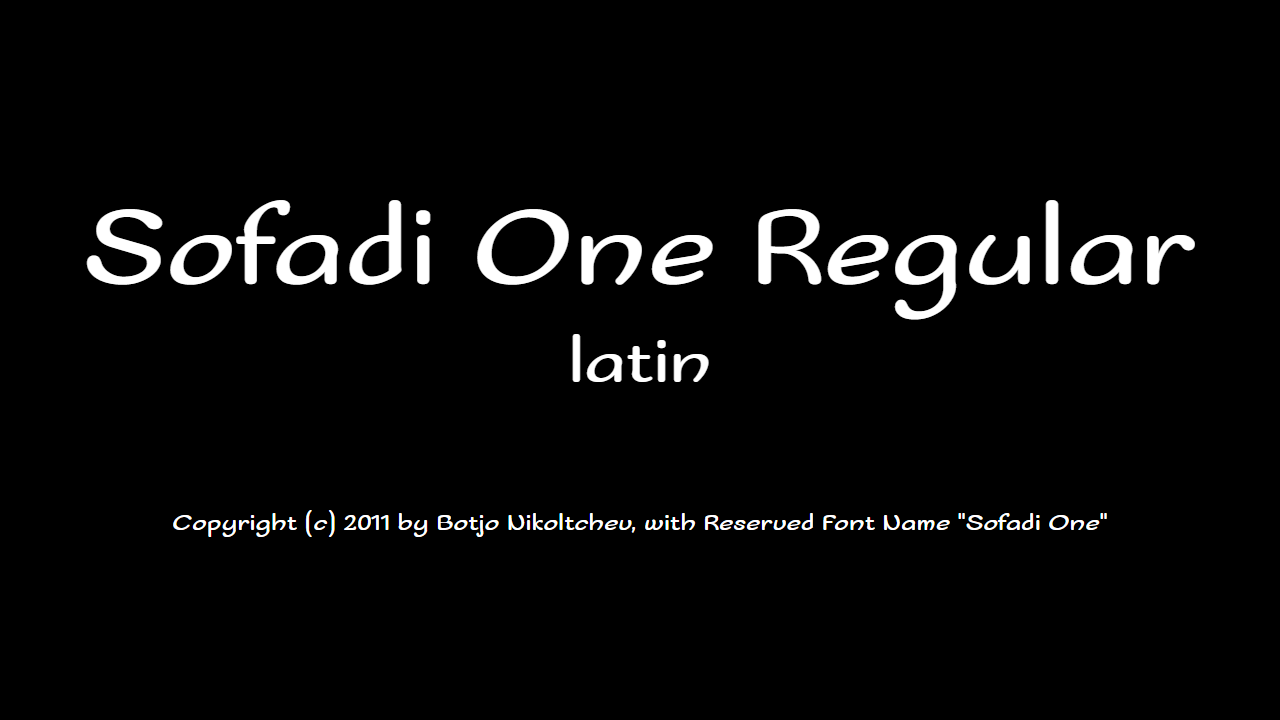 Sofadi One Regular
latin
Copyright (c) 2011 by Botjo Nikoltchev, with Reserved Font Name "Sofadi One"